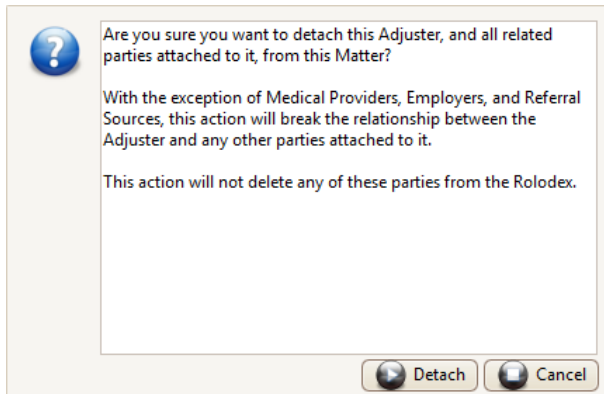 Are you sure you want to detach this Adjuster, and all related
parties attached to it, from this Matter?
With the exception of Medical Providers, Employers, and Referral
Sources, this action will break the relationship between the
Adjuster and any other parties attached to it.
This action will not delete any of these parties from the Rolodex.
Detach Cancel